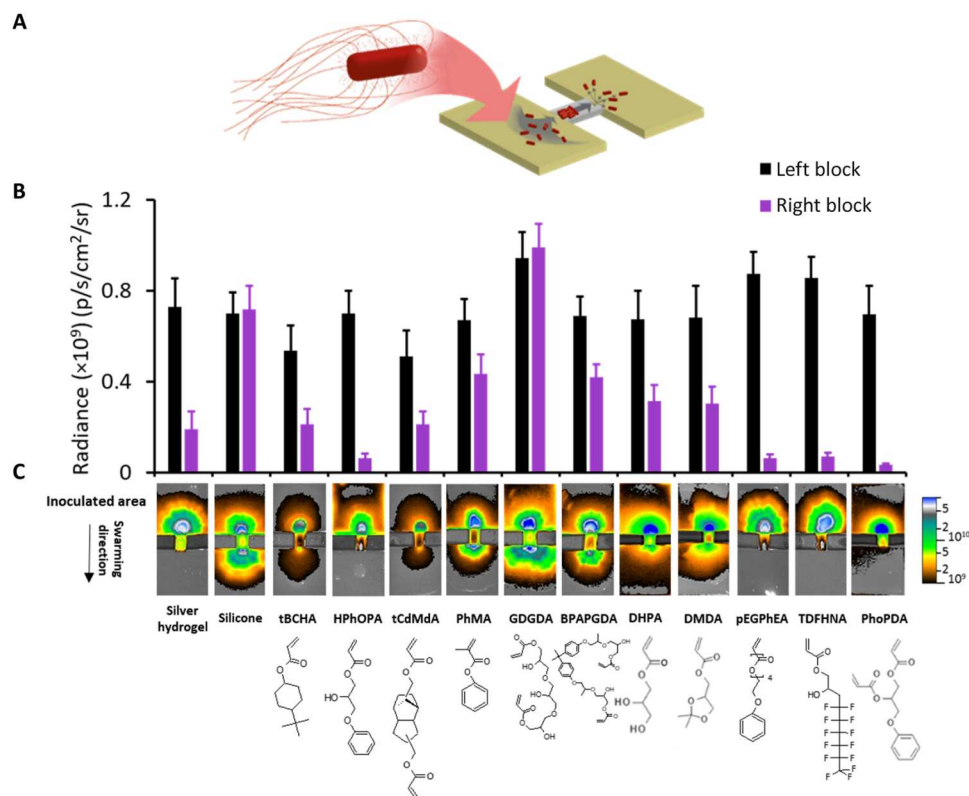 A
B
Left block
Right block
Radiance (×10⁹) (p/s/cm²/sr)
1.2
0.8
0.4
0
C
Inoculated area
Swarming direction
5
2
10¹⁰
5
2
10⁹
Silver hydrogel
Silicone
tBCHA
HPhOPA
tCdMdA
PhMA
GDGDA
BPAPGDA
DHPA
DMDA
pEGPhEA
TDFHNA
PhoPDA